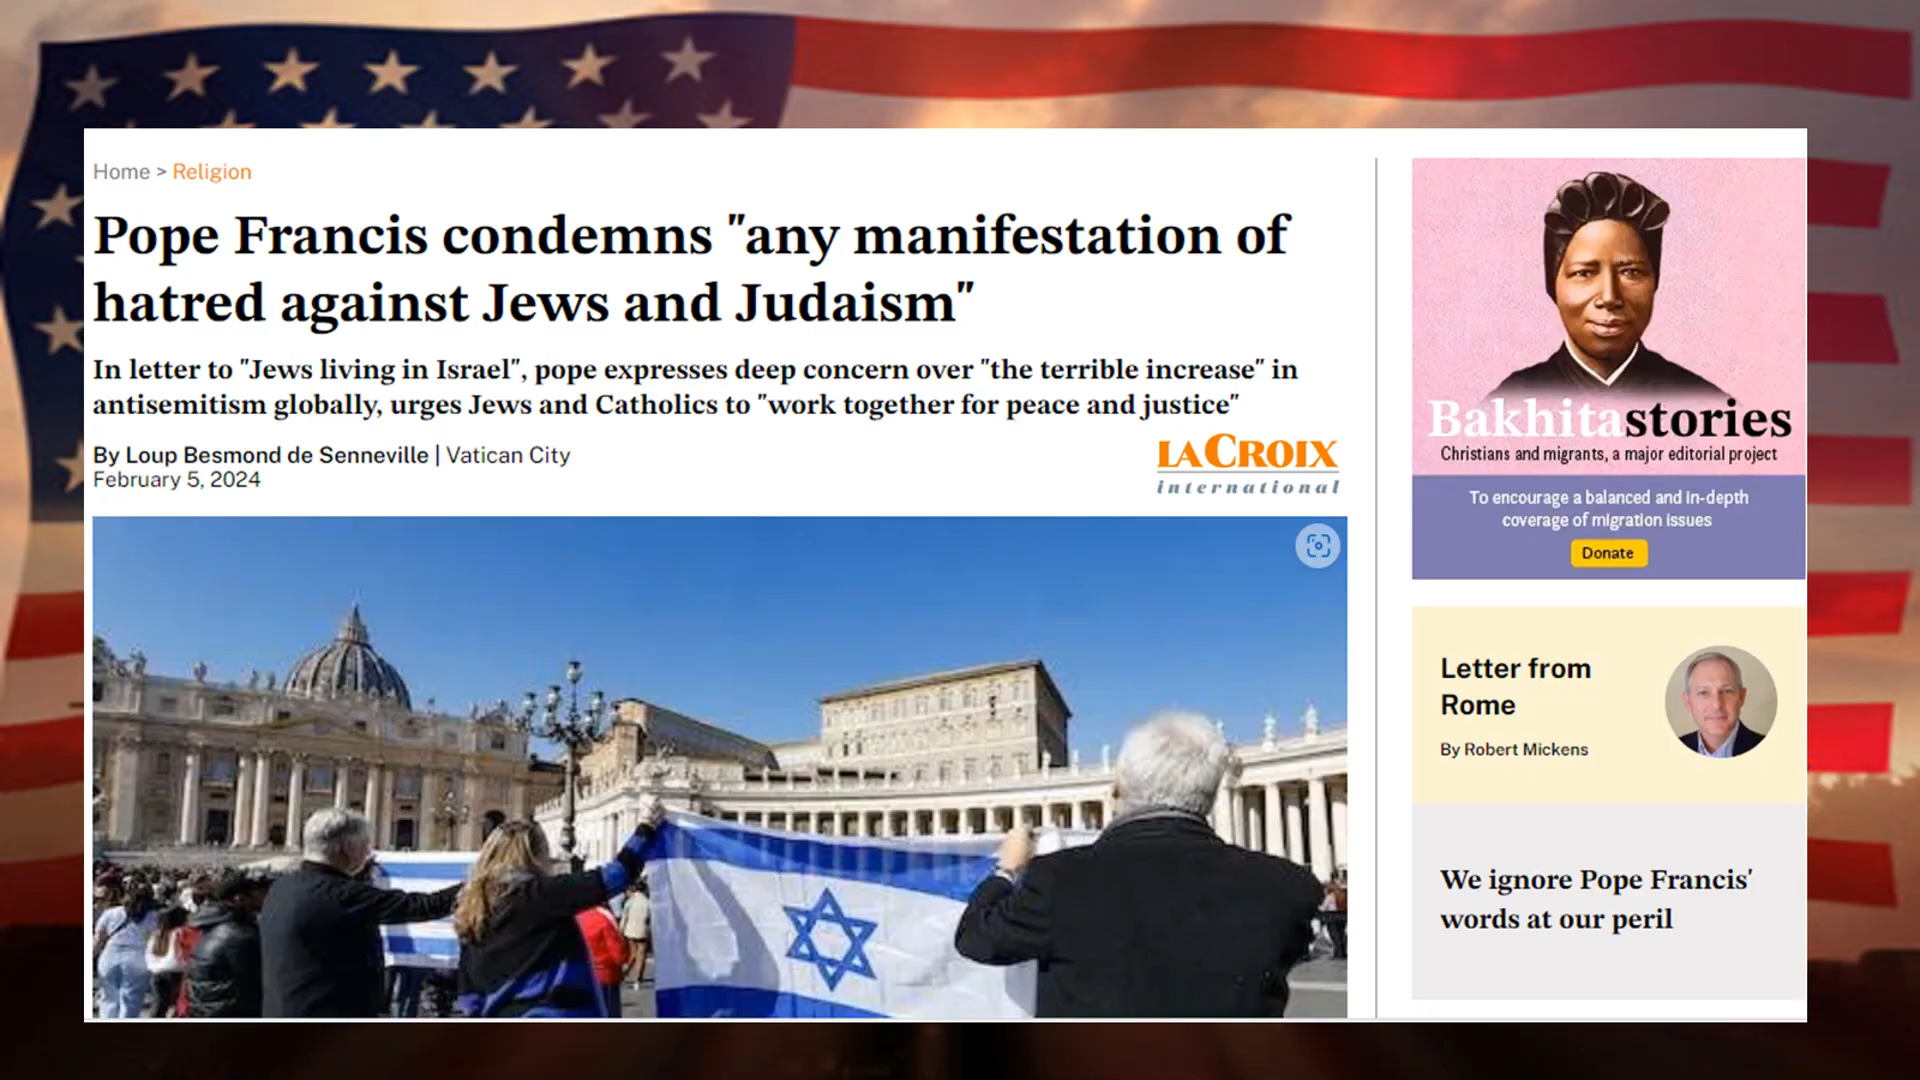 Home > Religion
Pope Francis condemns "any manifestation of
hatred against Jews and Judaism"
In letter to "Jews living in Israel", pope expresses deep concern over "the terrible increase" in
antisemitism globally, urges Jews and Catholics to "work together for peace and justice"
By Loup Besmond de Senneville | Vatican City
February 5, 2024
LA CROIX
international
Bakhitastories
Christians and migrants, a major editorial project
To encourage a balanced and in-depth
coverage of migration issues
Donate
Letter from
Rome
By Robert Mickens
We ignore Pope Francis'
words at our peril